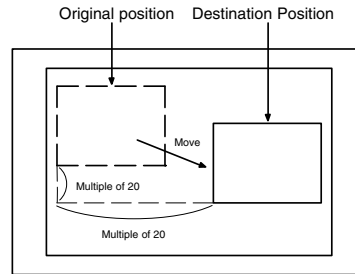 Original position
Destination Position
Move
Multiple of 20
Multiple of 20